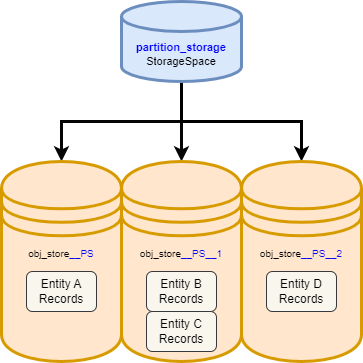 partition_storage
StorageSpace
obj_store__PS
obj_store__PS__1
obj_store__PS__2
Entity A
Records
Entity B
Records
Entity D
Records
Entity C
Records